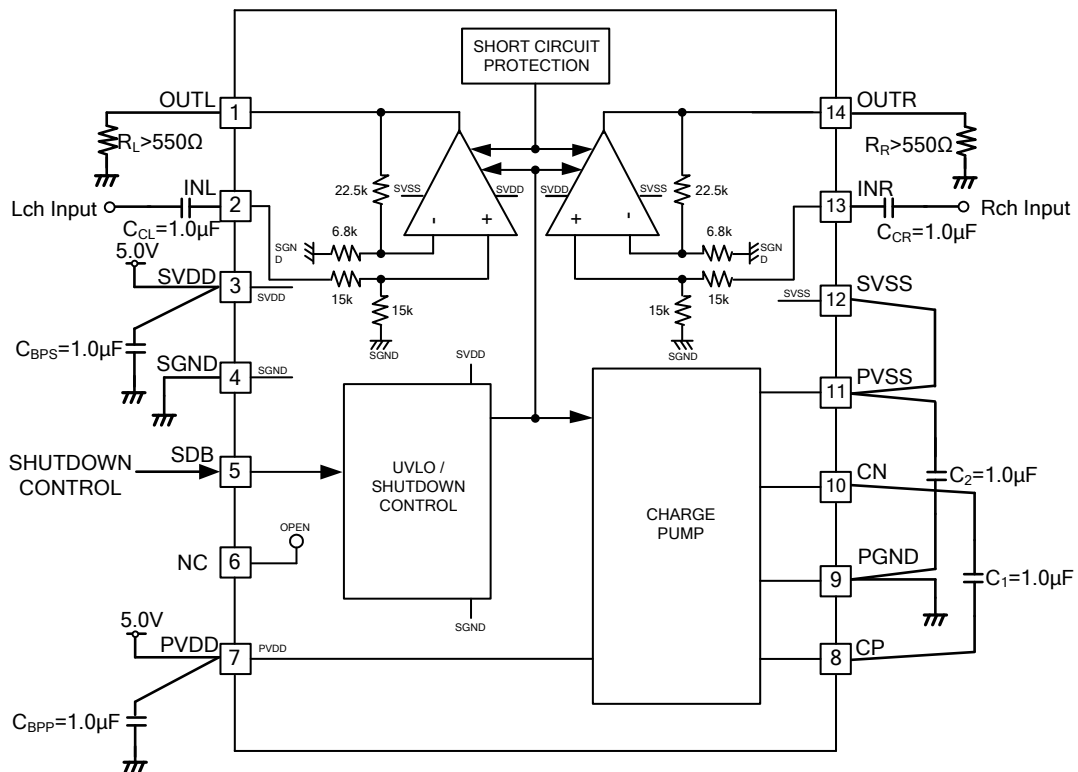 SHORT CIRCUIT
PROTECTION
OUTL
1
14
OUTR
RL>550Ω
RR>550Ω
SVSS
SVDD
SVDD
SVSS
22.5k
22.5k
INL
2
13
INR
Lch Input
Rch Input
CCL=1.0µF
CCR=1.0µF
-
+
+
-
6.8k
6.8k
SGN
D
SGN
D
5.0V
SVDD
3
SVDD
15k
15k
15k
15k
SGND
SGND
SVSS
SVSS
12
CBPS=1.0µF
SGND
4
SGND
SVDD
PVSS
11
SHUTDOWN
CONTROL
SDB
5
UVLO /
SHUTDOWN
CONTROL
CHARGE
PUMP
CN
10
C2=1.0µF
OPEN
NC
6
PGND
9
C1=1.0µF
SGND
5.0V
PVDD
7
PVDD
8
CP
CBPP=1.0µF